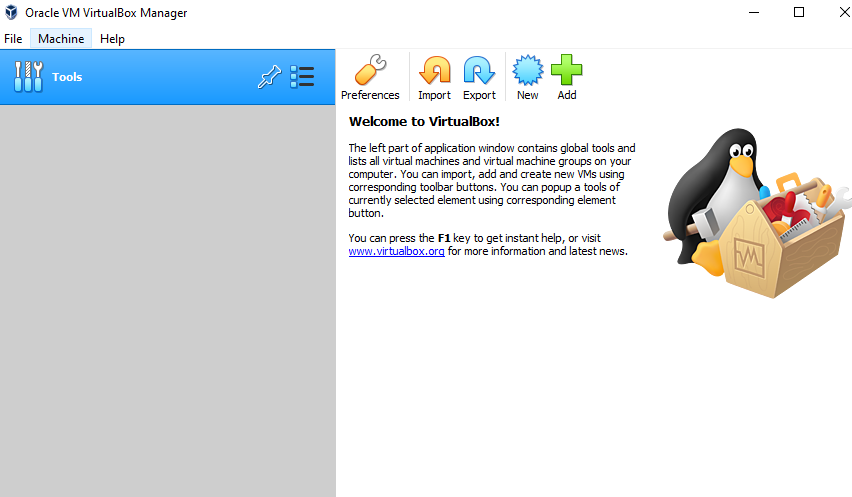 Oracle VM VirtualBox Manager
File Machine Help
Tools
Preferences Import Export New Add
Welcome to VirtualBox!
The left part of application window contains global tools and
lists all virtual machines and virtual machine groups on your
computer. You can import, add and create new VMs using
corresponding toolbar buttons. You can popup a tools of
currently selected element using corresponding element
button.
You can press the F1 key to get instant help, or visit
www.virtualbox.org for more information and latest news.